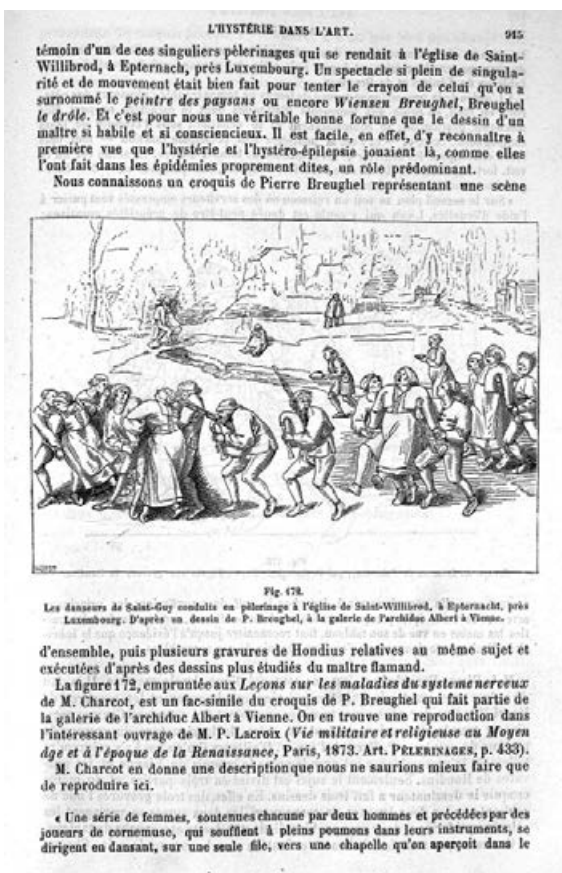 L'HYSTÉRIE DANS L'ART. 915
témoin d'un de ces singuliers pèlerinages qui se rendait à l'église de Saint-
Willibrod, à Epternach, près Luxembourg. Un spectacle si plein de singula-
rité et de mouvement était bien fait pour tenter le crayon de celui qu'on a
surnommé le peintre des paysans ou encore Wiensen Breughel, Breughel
le drôle. Et c'est pour nous une véritable bonne fortune que le dessin d'un
maître si habile et si consciencieux. Il est facile, en effet, d'y reconnaître à
première vue que l'hystérie et l'hystéro-épilepsie jouaient là, comme elles
l'ont fait dans les épidémies proprement dites, un rôle prédominant.
Nous connaissons un croquis de Pierre Breughel représentant une scène
Fig. 172.
Les danseurs de Saint-Guy conduits en pèlerinage à l'église de Saint-Willibrod, à Epternacht, près
Luxembourg. D'après un dessin de P. Breughel, à la galerie de l'archiduc Albert à Vienne.
d'ensemble, puis plusieurs gravures de Hondius relatives au même sujet et
exécutées d'après des dessins plus étudiés du maître flamand.
La figure 172, empruntée aux Leçons sur les maladies du systeme nerveux
de M. Charcot, est un fac-simile du croquis de P. Breughel qui fait partie de
la galerie de l'archiduc Albert à Vienne. On en trouve une reproduction dans
l'intéressant ouvrage de M. P. Lacroix (Vie militaire et religieuse au Moyen
âge et à l'époque de la Renaissance, Paris, 1873. Art. PÈLERINAGES, p. 433).
M. Charcot en donne une description que nous ne saurions mieux faire que
de reproduire ici.
« Une série de femmes, soutenues chacune par deux hommes et précédées par des
joueurs de cornemuse, qui soufflent à pleins poumons dans leurs instruments, se
dirigent en dansant, sur une seule file, vers une chapelle qu'on aperçoit dans le